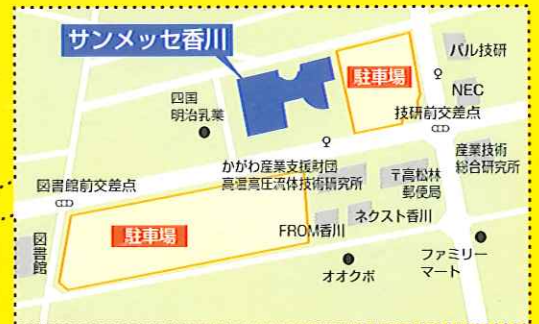 サンメッセ香川
駐車場
パル技研
NEC
四国
明治乳業
技研前交差点
かがわ産業支援財団
高温高圧流体技術研究所
〒高松林
郵便局
産業技術
総合研究所
図書館前交差点
駐車場
FROM香川
ネクスト香川
図書館
オオクボ
ファミリー
マート